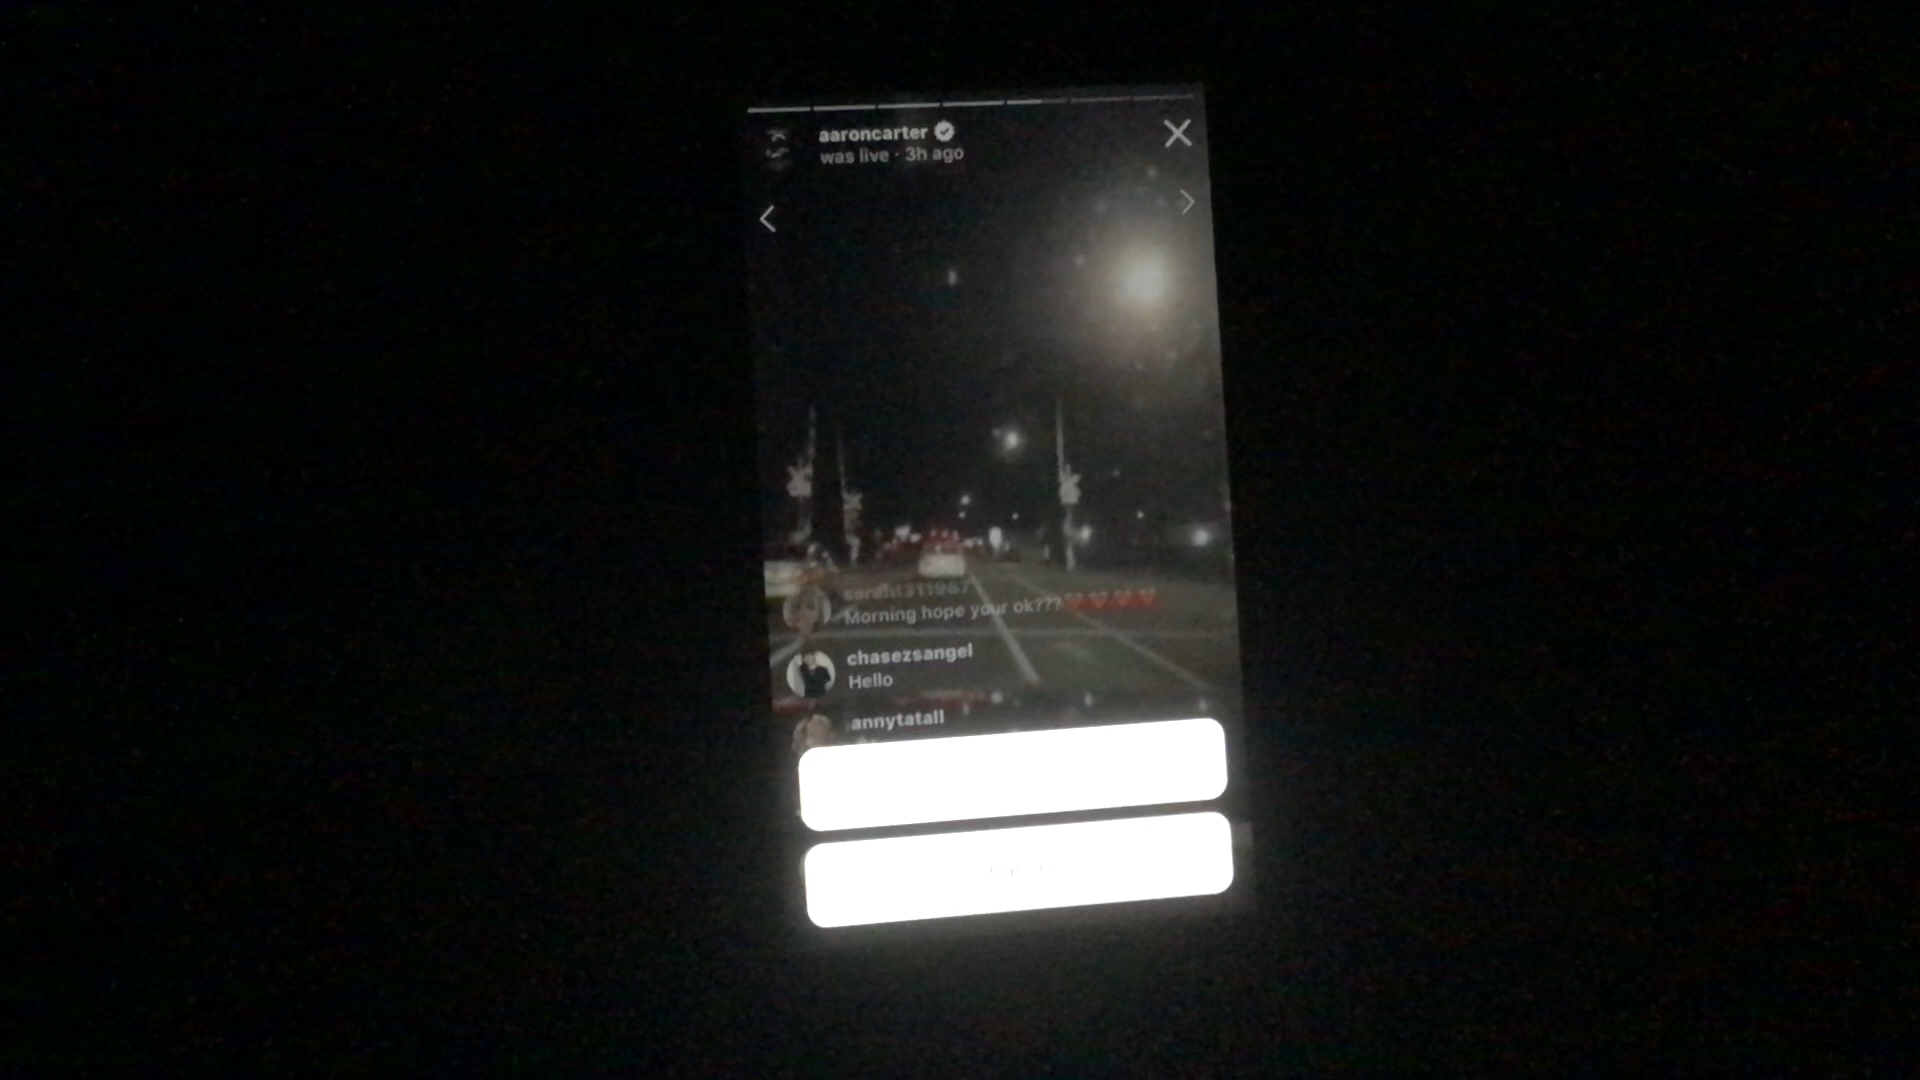 aaroncarter
was live · 3h ago
Morning hope your ok???
chasezsangel
Hello
annytatall